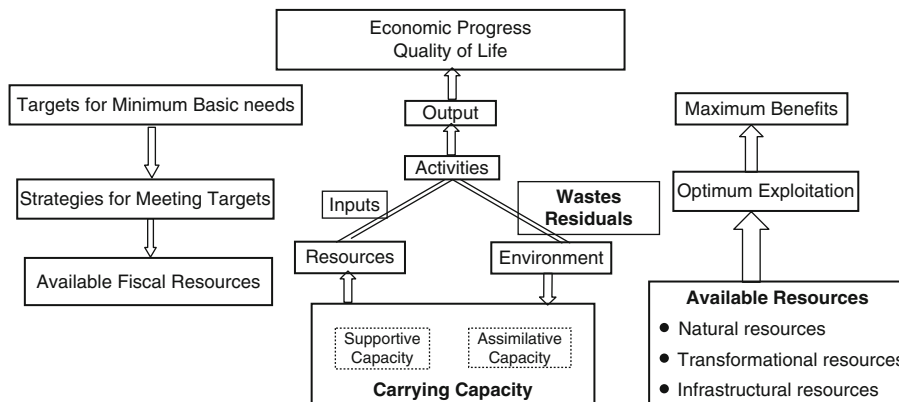 Economic Progress
Quality of Life
Targets for Minimum Basic needs
Output
Maximum Benefits
Activities
Strategies for Meeting Targets
Inputs
Wastes
Residuals
Optimum Exploitation
Available Fiscal Resources
Resources
Environment
Available Resources
• Natural resources
• Transformational resources
• Infrastructural resources
Supportive
Capacity
Assimilative
Capacity
Carrying Capacity